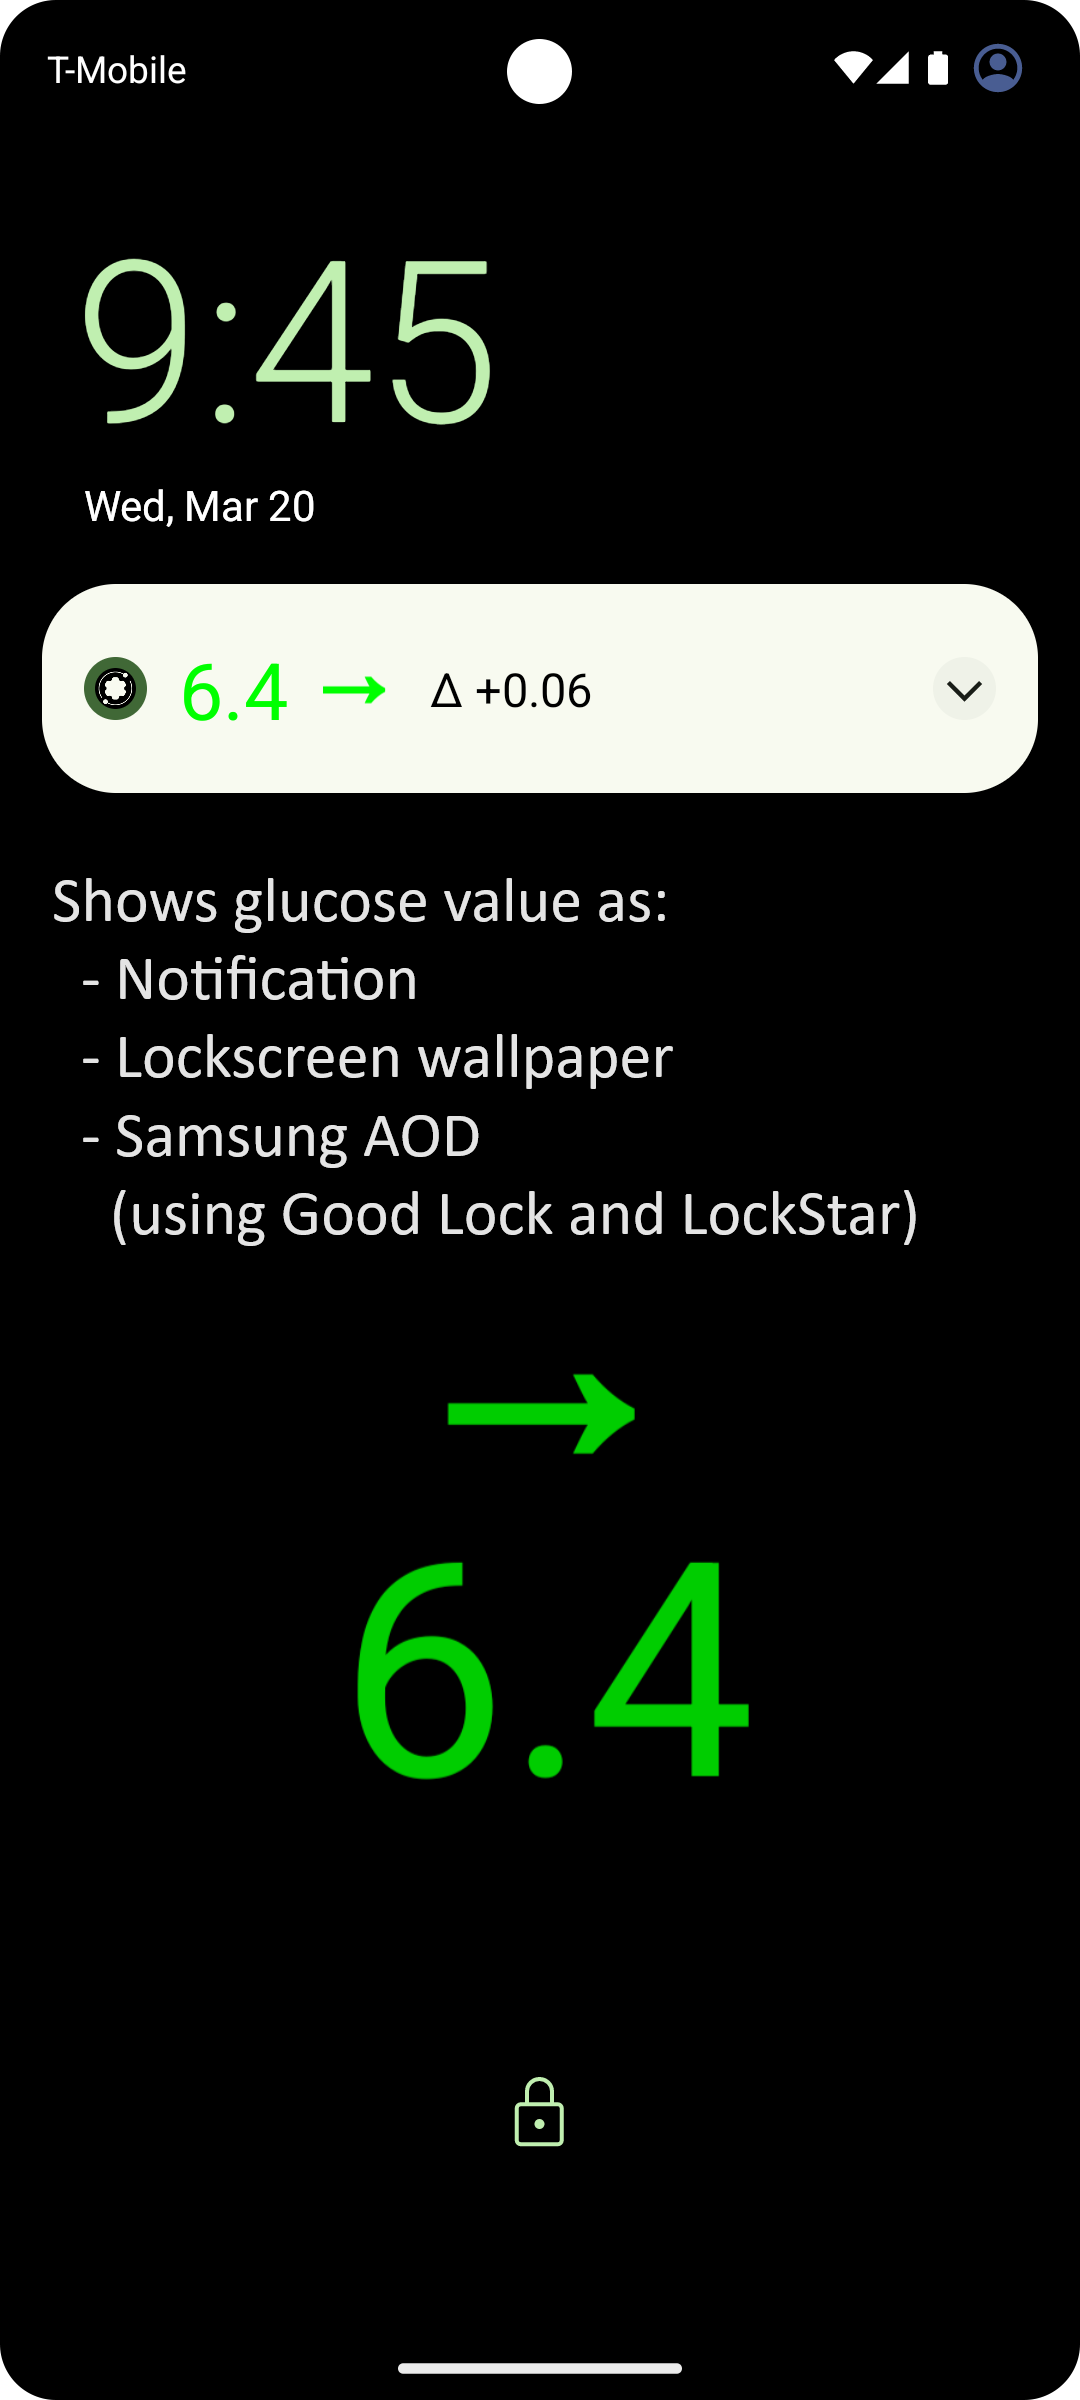 T-Mobile
9:45
Wed, Mar 20
6.4 → Δ +0.06
Shows glucose value as:
- Notification
- Lockscreen wallpaper
- Samsung AOD
(using Good Lock and LockStar)
→
6.4